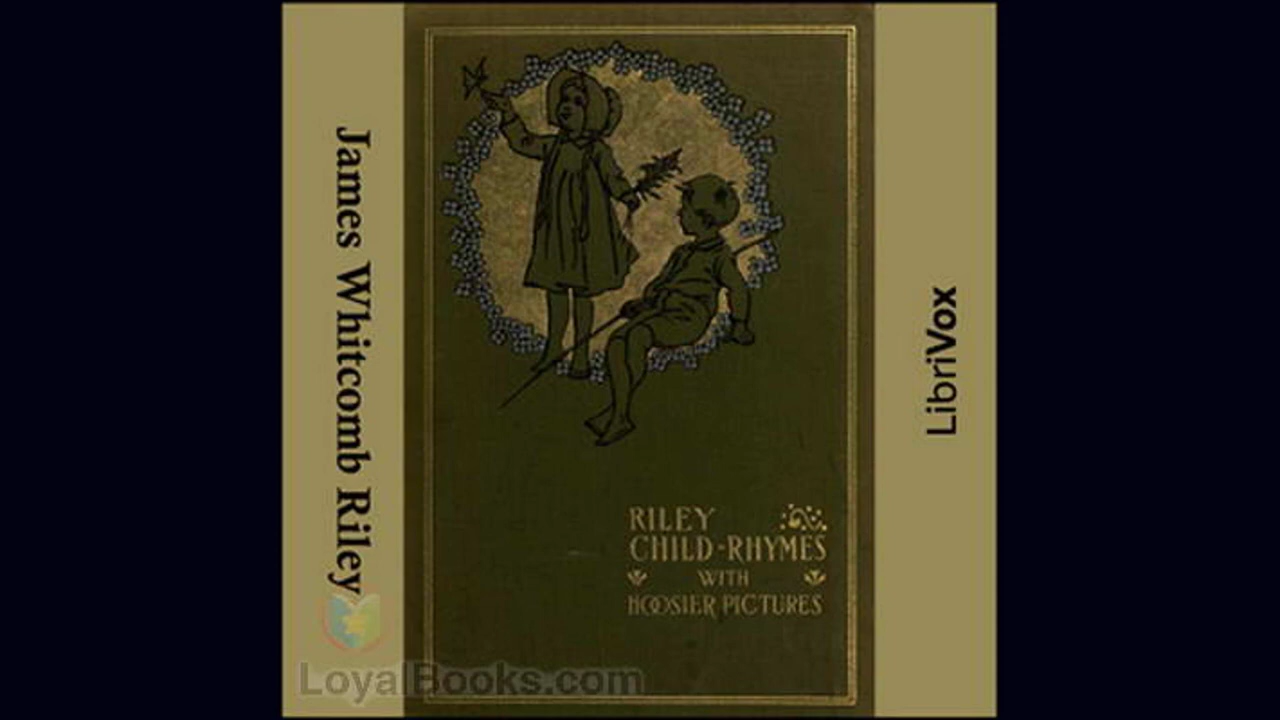 James Whitcomb Riley
RILEY
CHILD-RHYMES
WITH
HOOSIER PICTURES
LibriVox
LoyalBooks.com